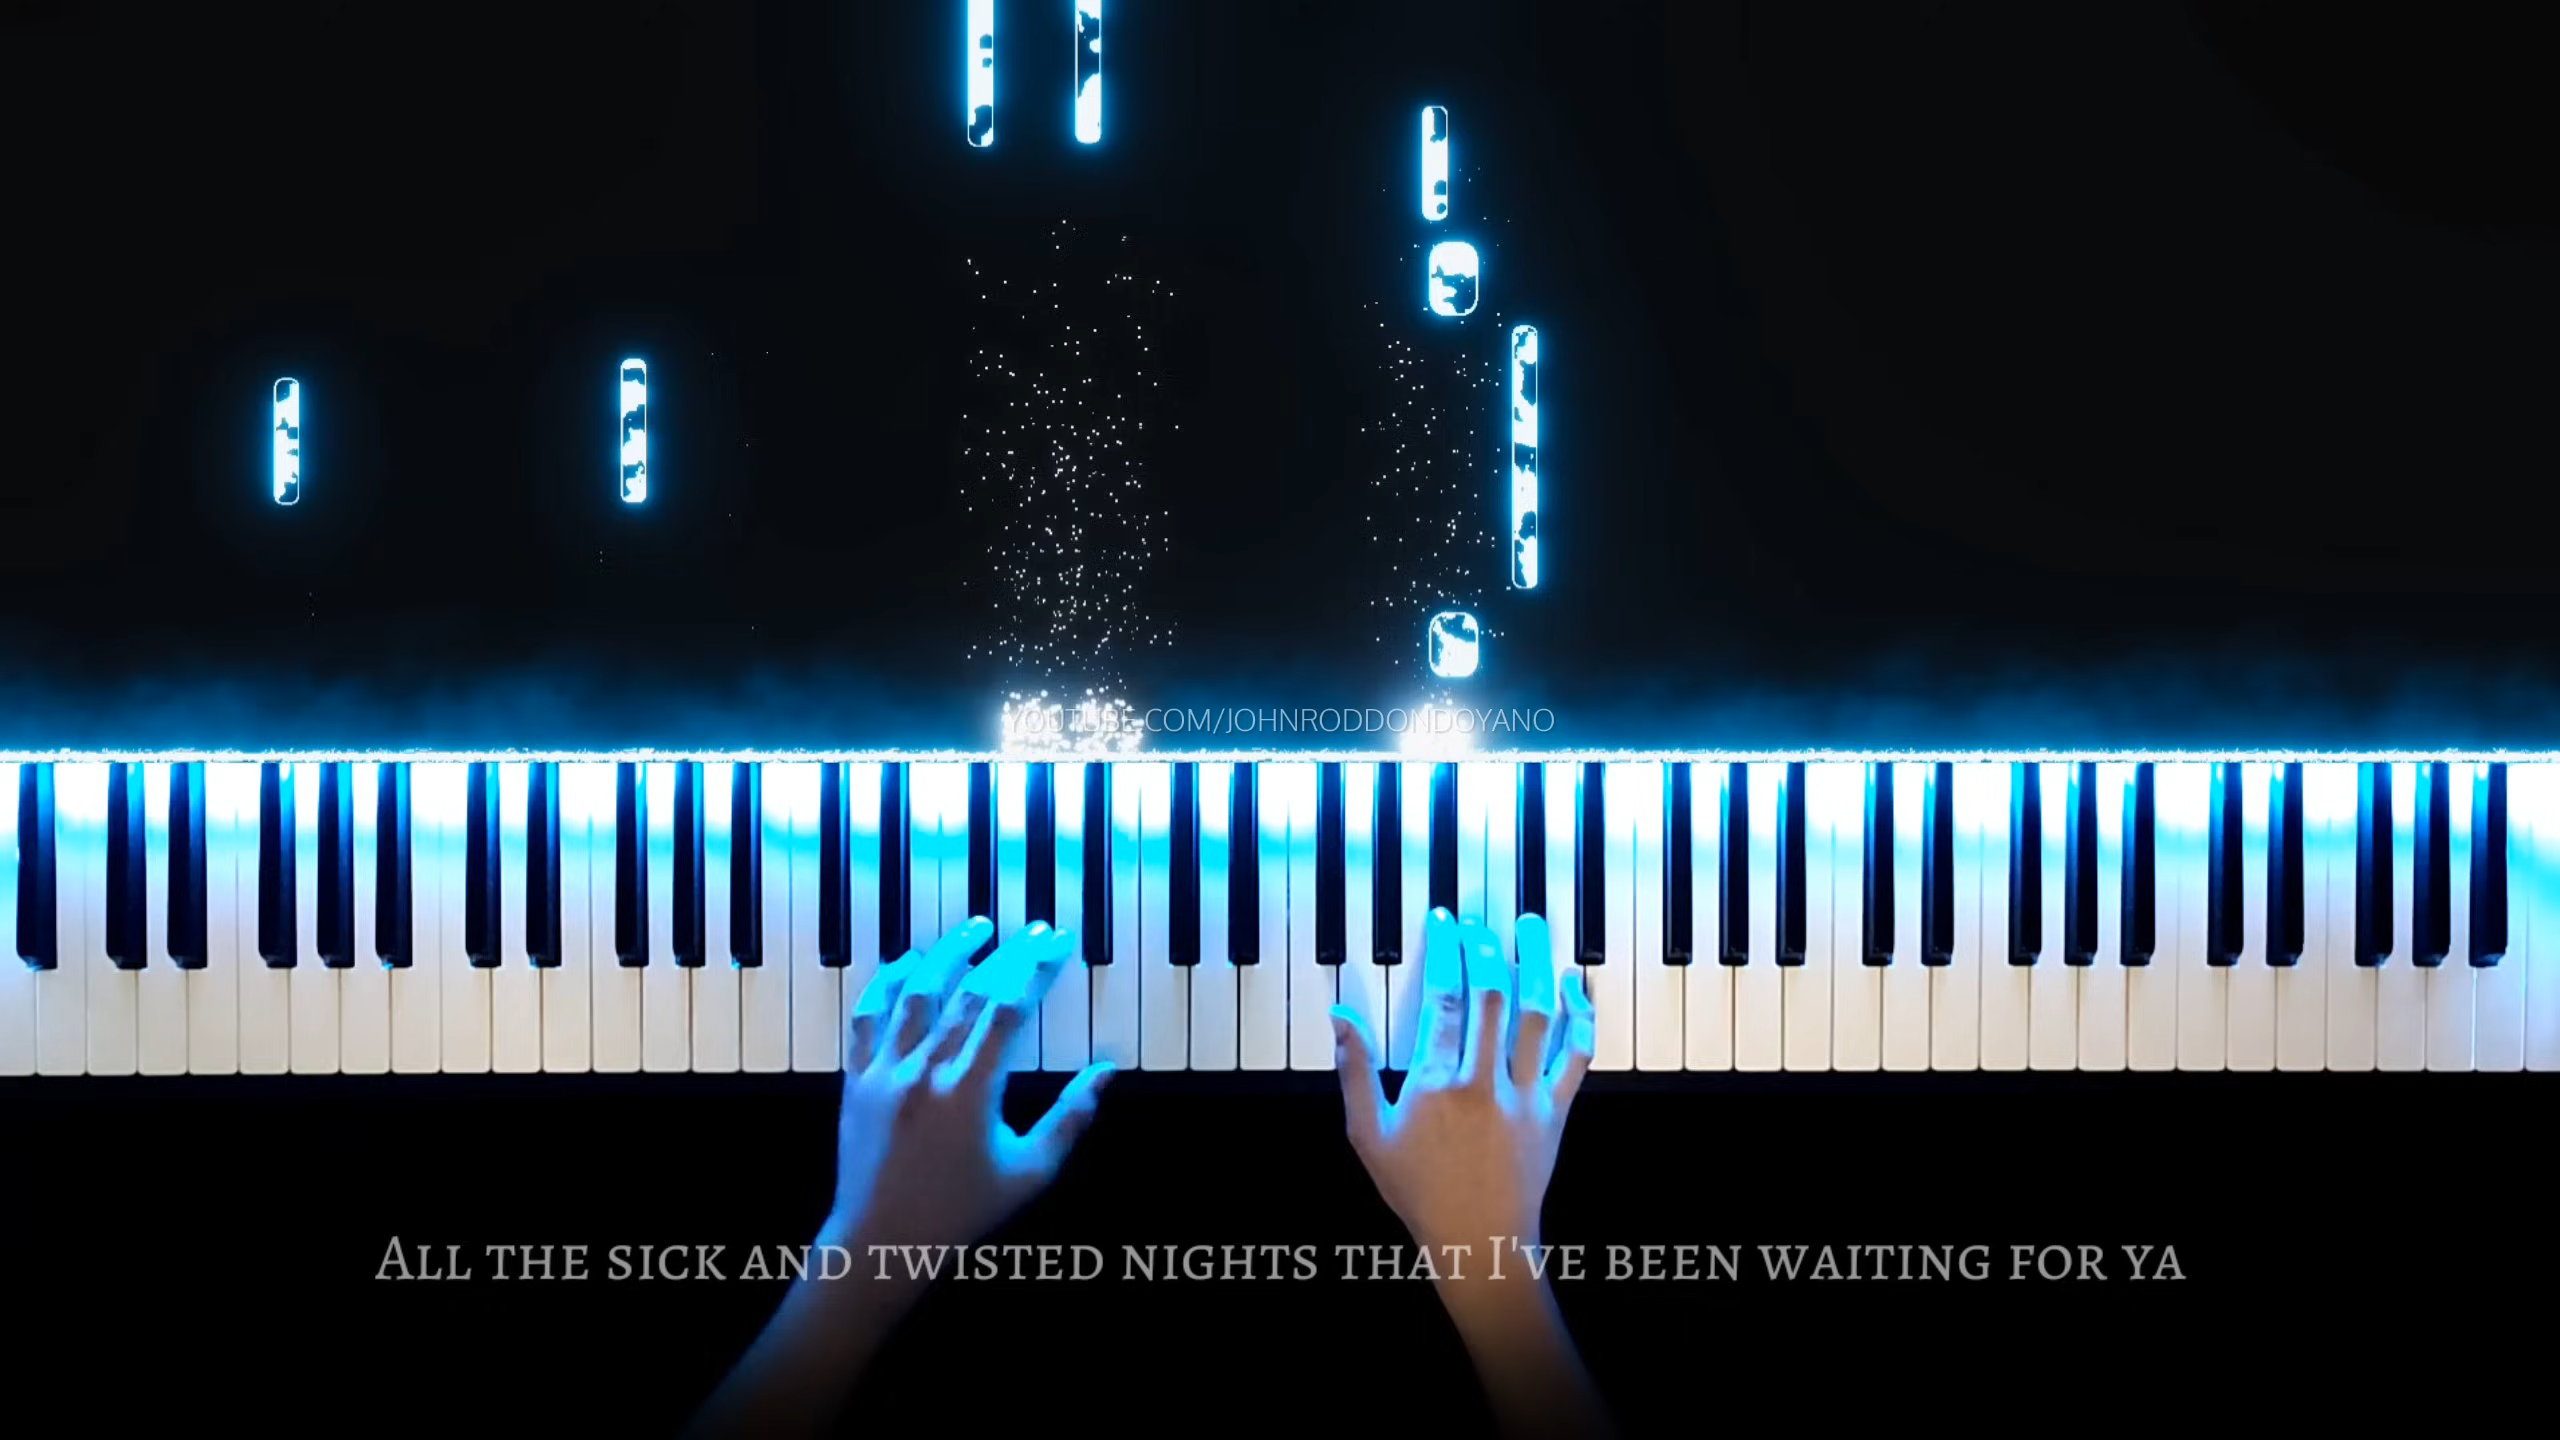 YOUTUBE.COM/JOHNRODDONDOYANO
ALL THE SICK AND TWISTED NIGHTS THAT I'VE BEEN WAITING FOR YA